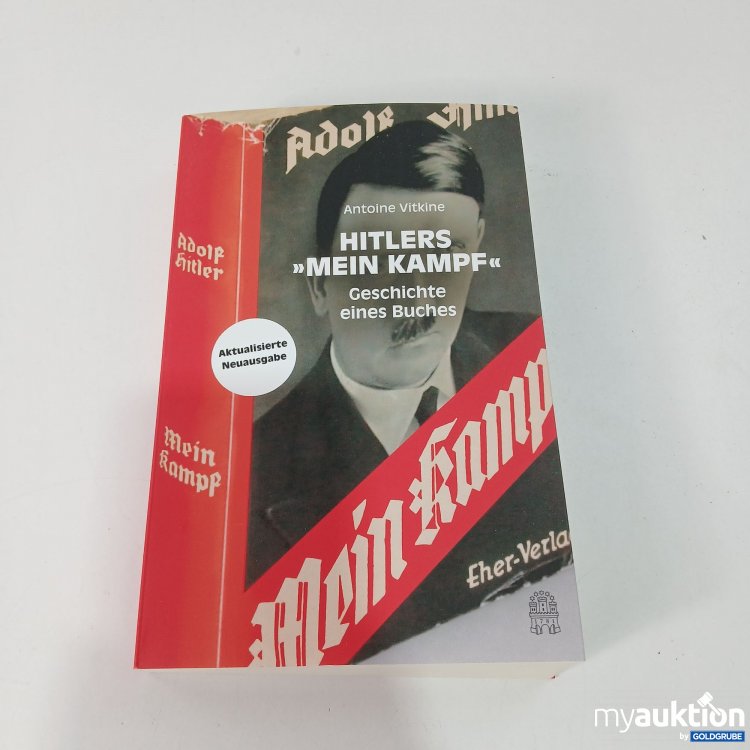 Adolf
Antoine Vitkine
HITLERS
»MEIN KAMPF«
Geschichte
eines Buches
Adolf
Hitler
Aktualisierte
Neuausgabe
Mein
Kampf
Mein Kamp
Eher-Verla
1781
myauktion
by GOLDGRUBE